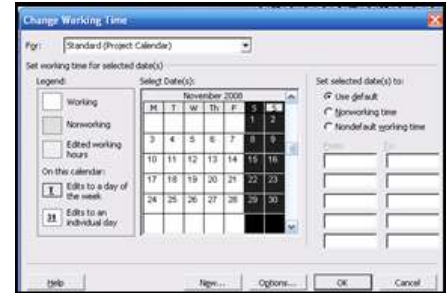 Change Working Time
For: Standard (Project Calendar)
Set working time for selected date(s)
Legend:
Working
Nonworking
Edited working hours
On this calendar:
T Edits to a day of the week
31 Edits to an individual day
Select Date(s):
November 2008
M T W Th F S S
1 2
3 4 5 6 7 8 9
10 11 12 13 14 15 16
17 18 19 20 21 22 23
24 25 26 27 28 29 30
Set selected date(s) to:
Use default
Nonworking time
Nondefault working time
From: To:
Help New... Options... OK Cancel